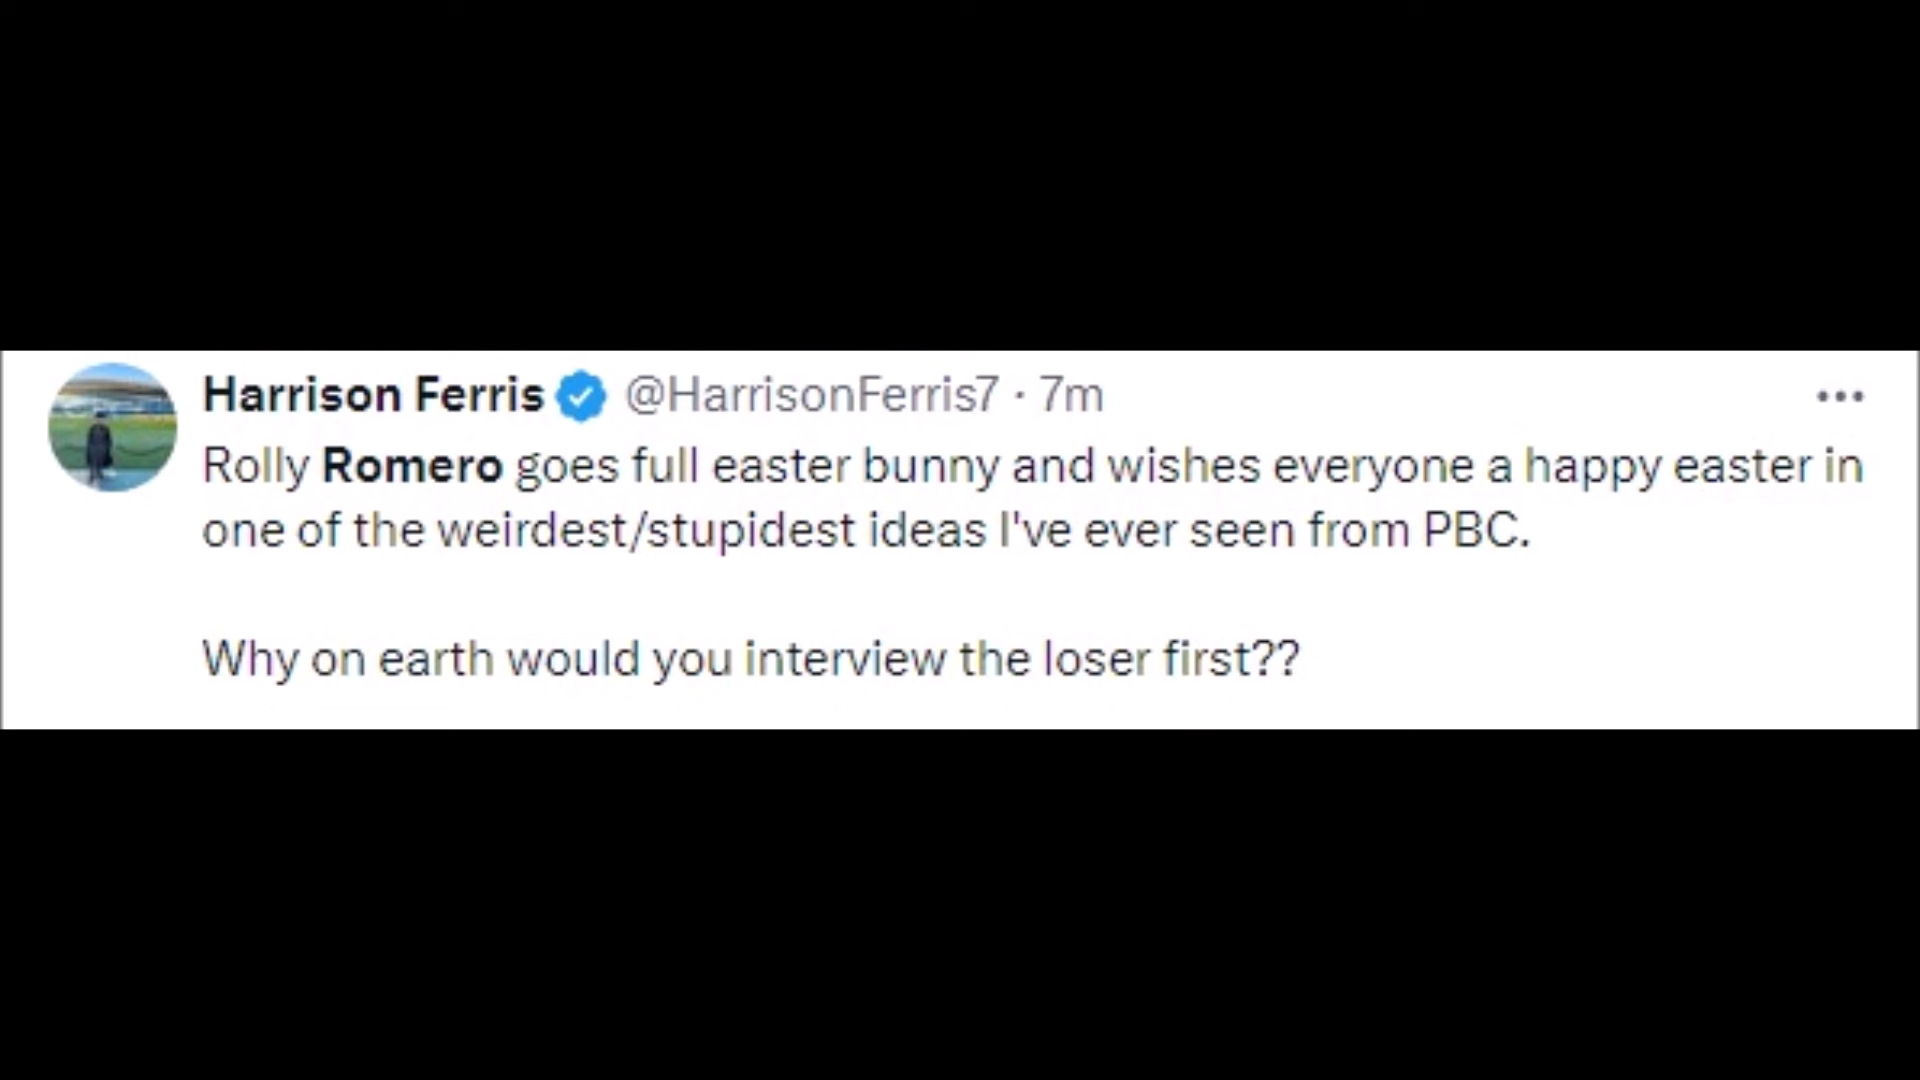 Harrison Ferris @HarrisonFerris7 · 7m
Rolly Romero goes full easter bunny and wishes everyone a happy easter in
one of the weirdest/stupidest ideas I've ever seen from PBC.
Why on earth would you interview the loser first??